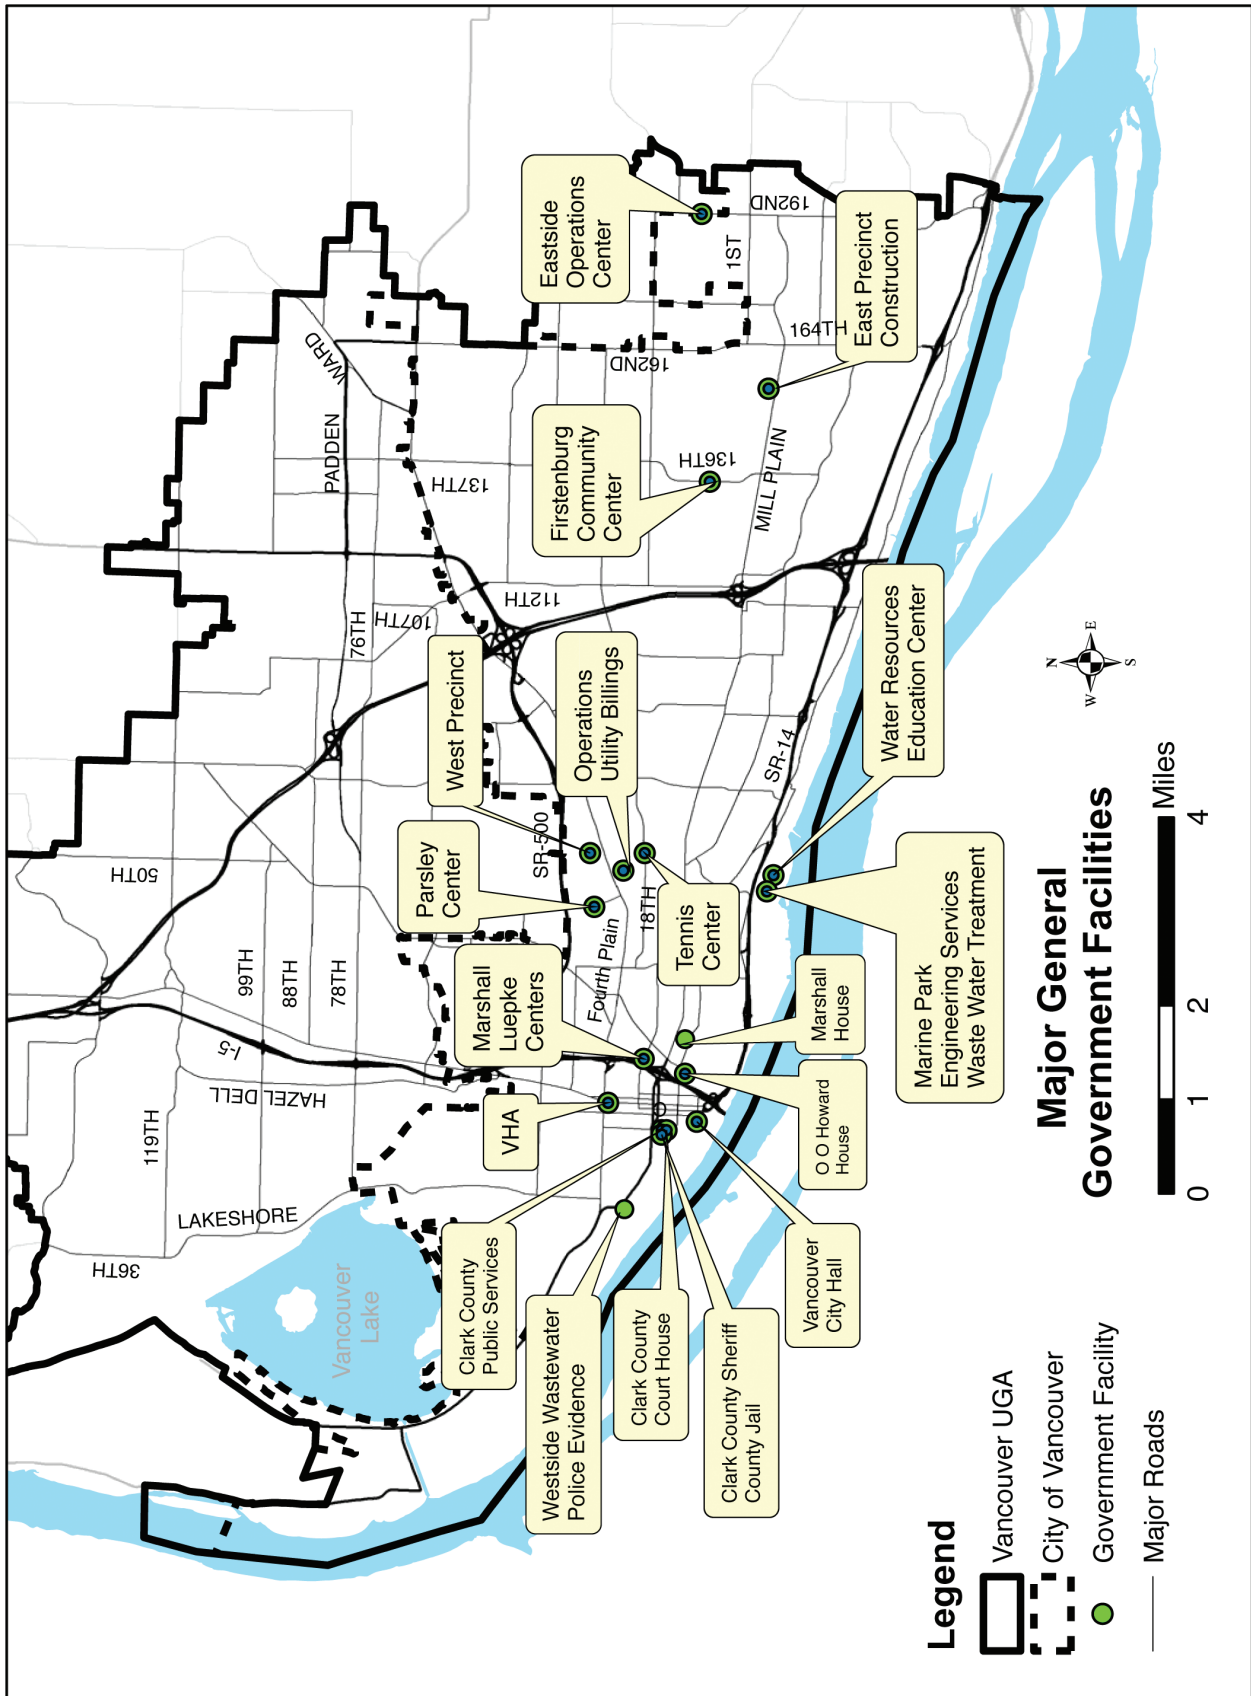 Vancouver
Lake
36TH
119TH
LAKESHORE
HAZEL DELL
I-5
99TH
88TH
78TH
50TH
76TH
107TH
112TH
PADDEN
WARD
137TH
SR-500
Fourth Plain
18TH
136TH
162ND
164TH
192ND
1ST
MILL PLAIN
SR-14
Clark County
Public Services
VHA
Marshall
Luepke
Centers
Parsley
Center
West Precinct
Operations
Utility Billings
Firstenburg
Community
Center
Eastside
Operations
Center
Westside Wastewater
Police Evidence
Clark County
Court House
Clark County Sheriff
County Jail
Vancouver
City Hall
O O Howard
House
Marshall
House
Tennis
Center
Marine Park
Engineering Services
Waste Water Treatment
Water Resources
Education Center
East Precinct
Construction
Legend
Vancouver UGA
City of Vancouver
Government Facility
Major Roads
Major General
Government Facilities
0
1
2
4
Miles
N
W
E
S